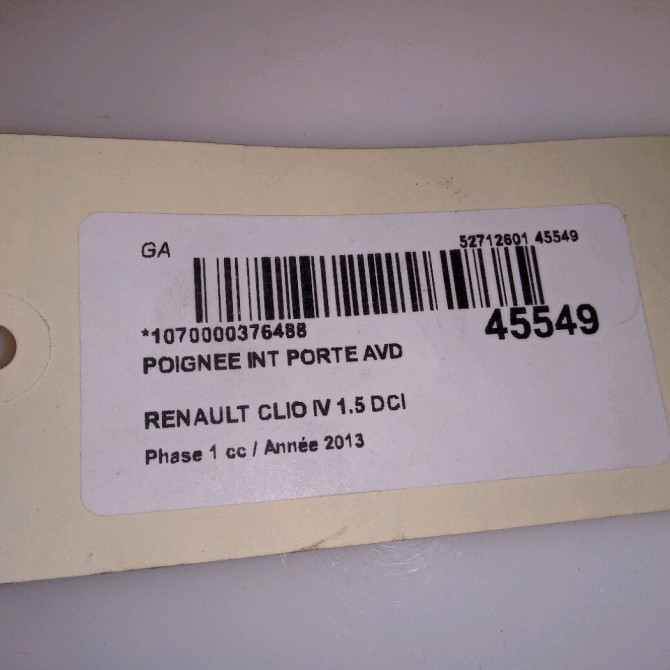 GA
52712601 45549
*1070000376488
45549
POIGNEE INT PORTE AVD
RENAULT CLIO IV 1.5 DCI
Phase 1 cc / Année 2013